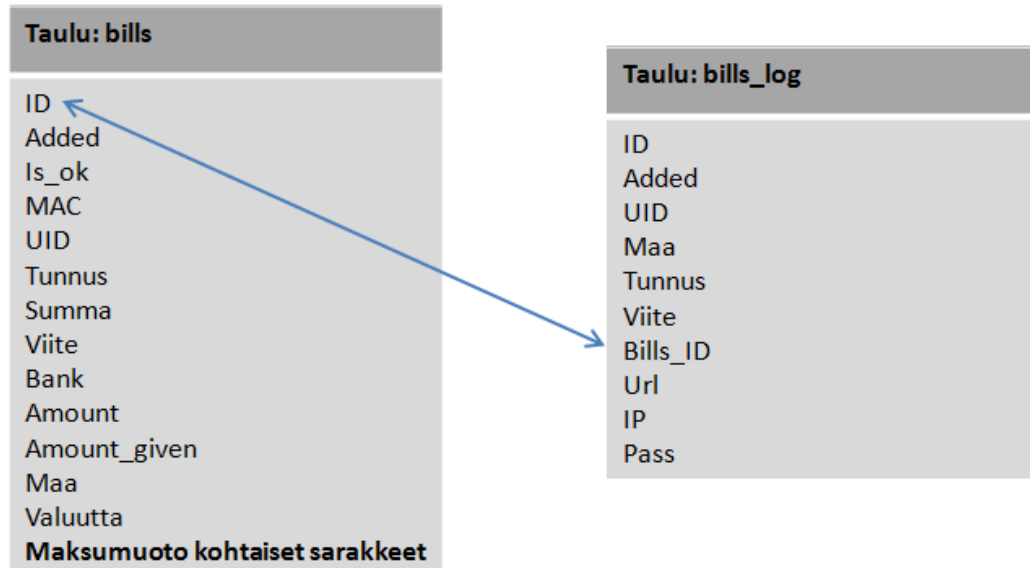 Taulu: bills
ID
Added
Is_ok
MAC
UID
Tunnus
Summa
Viite
Bank
Amount
Amount_given
Maa
Valuutta
Maksumuoto kohtaiset sarakkeet
Taulu: bills_log
ID
Added
UID
Maa
Tunnus
Viite
Bills_ID
Url
IP
Pass